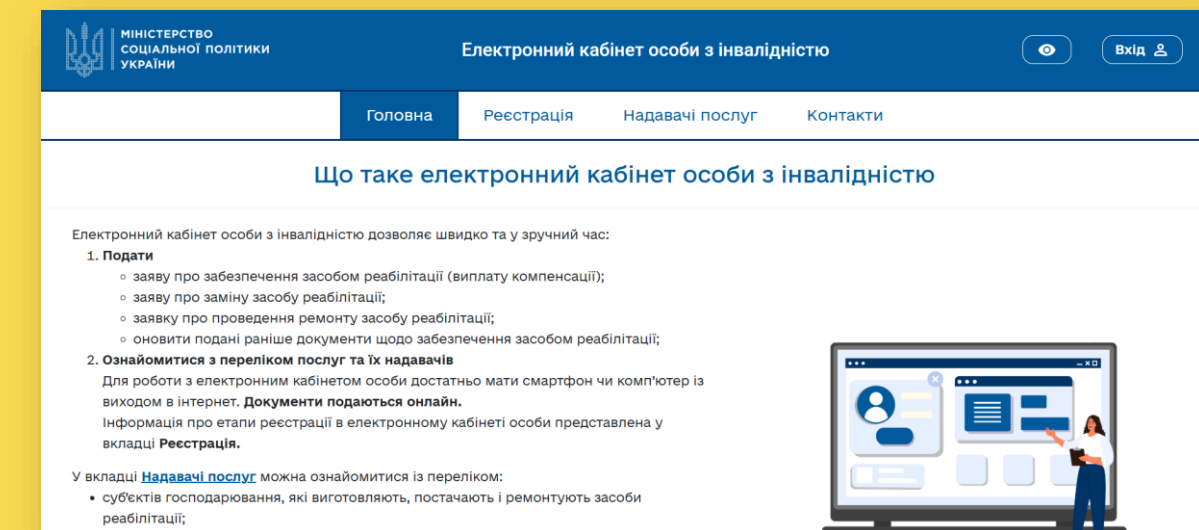 МІНІСТЕРСТВО
СОЦІАЛЬНОЇ ПОЛІТИКИ
УКРАЇНИ
Електронний кабінет особи з інвалідністю
Вхід
Головна
Реєстрація
Надавачі послуг
Контакти
Що таке електронний кабінет особи з інвалідністю
Електронний кабінет особи з інвалідністю дозволяє швидко та у зручний час:
1. Подати
◦ заяву про забезпечення засобом реабілітації (виплату компенсації);
◦ заяву про заміну засобу реабілітації;
◦ заявку про проведення ремонту засобу реабілітації;
◦ оновити подані раніше документи щодо забезпечення засобом реабілітації;
2. Ознайомитися з переліком послуг та їх надавачів
Для роботи з електронним кабінетом особи достатньо мати смартфон чи комп’ютер із
виходом в інтернет. Документи подаються онлайн.
Інформація про етапи реєстрації в електронному кабінеті особи представлена у
вкладці Реєстрація.
У вкладці Надавачі послуг можна ознайомитися із переліком:
• суб’єктів господарювання, які виготовляють, постачають і ремонтують засоби
реабілітації;